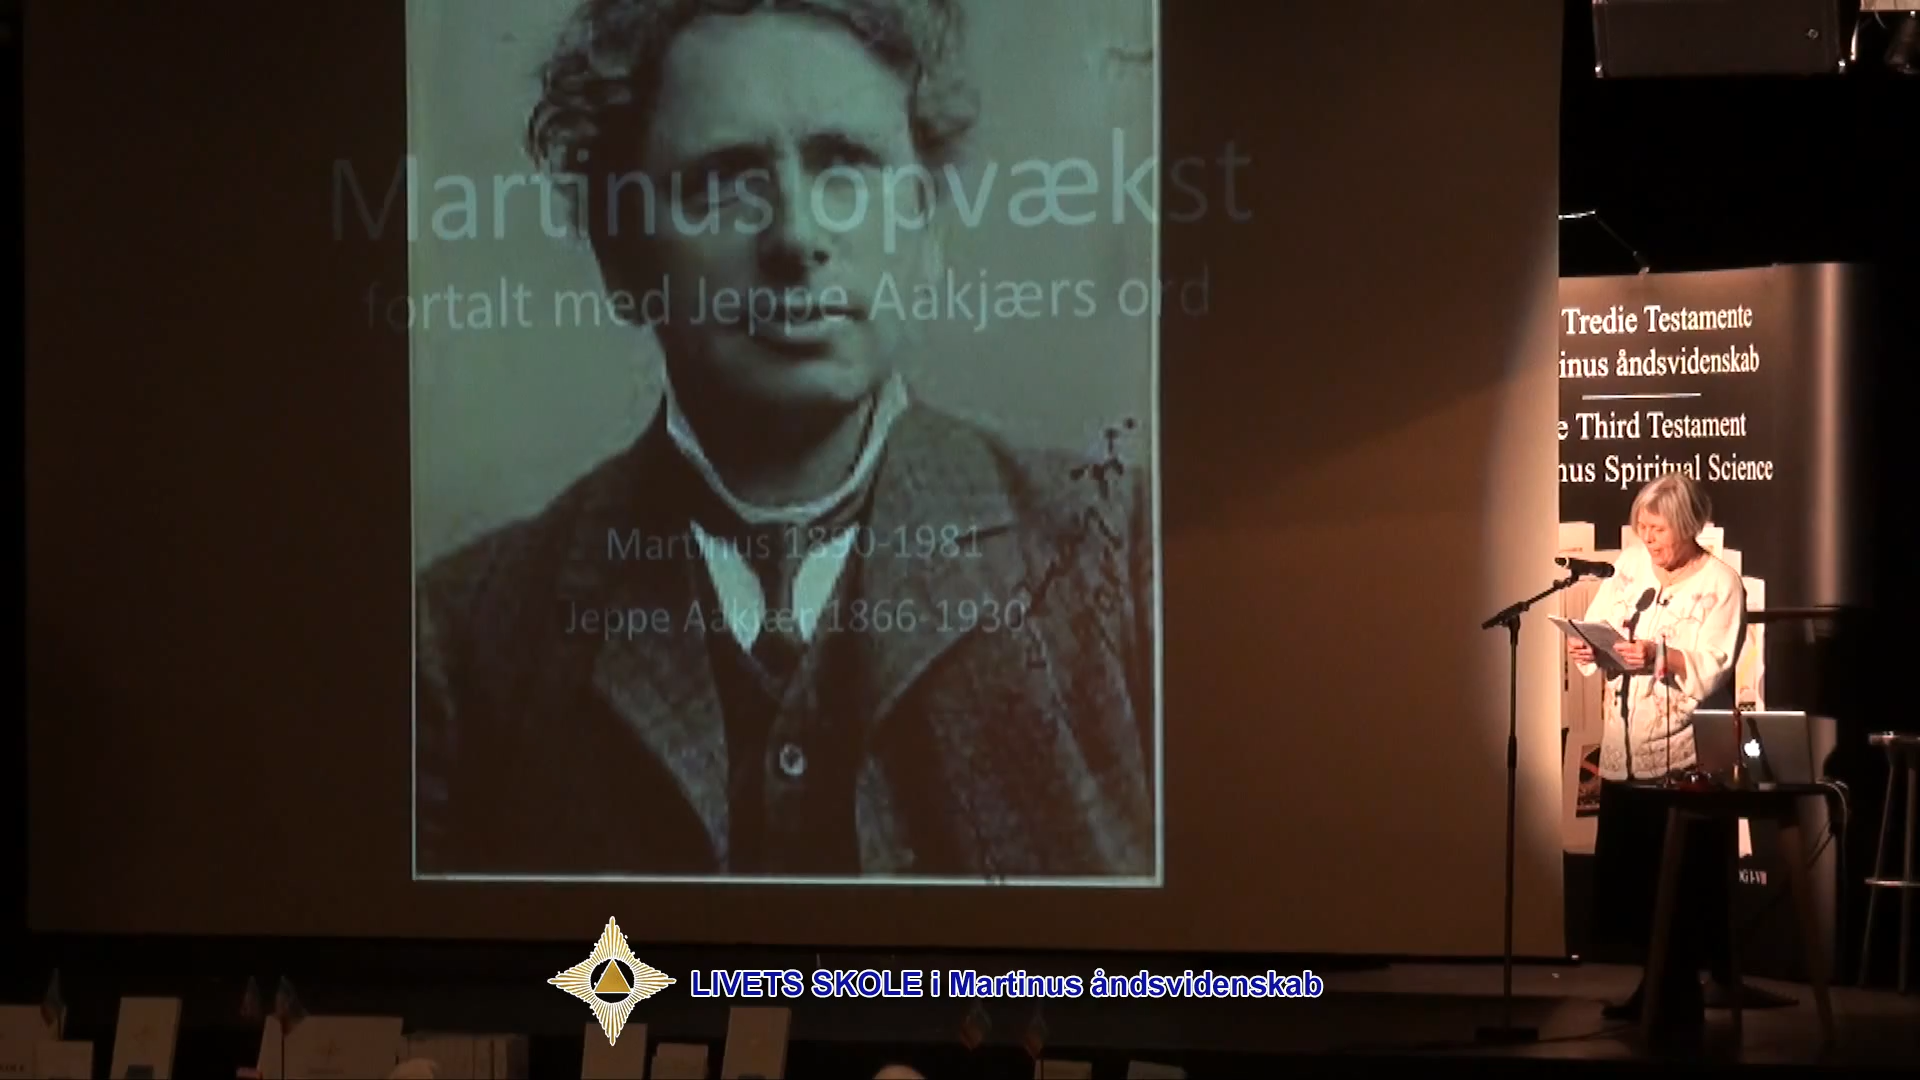 Martinus opvækst
fortalt med Jeppe Aakjærs ord
Martinus 1890-1981
Jeppe Aakjær 1866-1930
Tredie Testamente
inus åndsvidenskab
e Third Testament
nus Spiritual Science
LIVETS SKOLE i Martinus åndsvidenskab